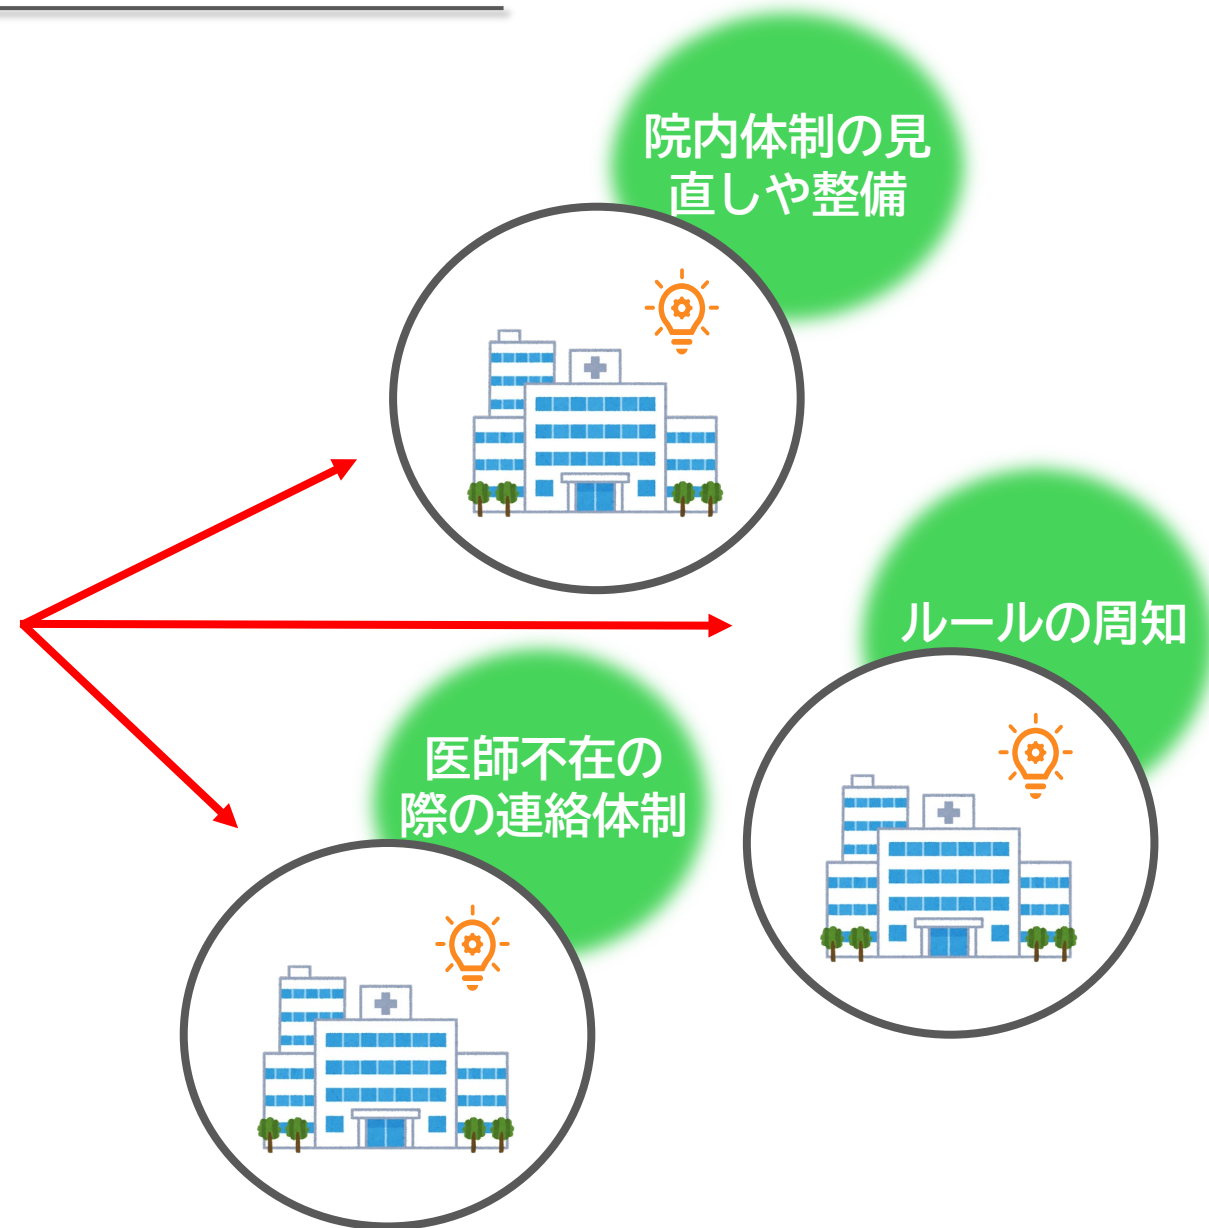 院内体制の見
直しや整備
ルールの周知
医師不在の
際の連絡体制